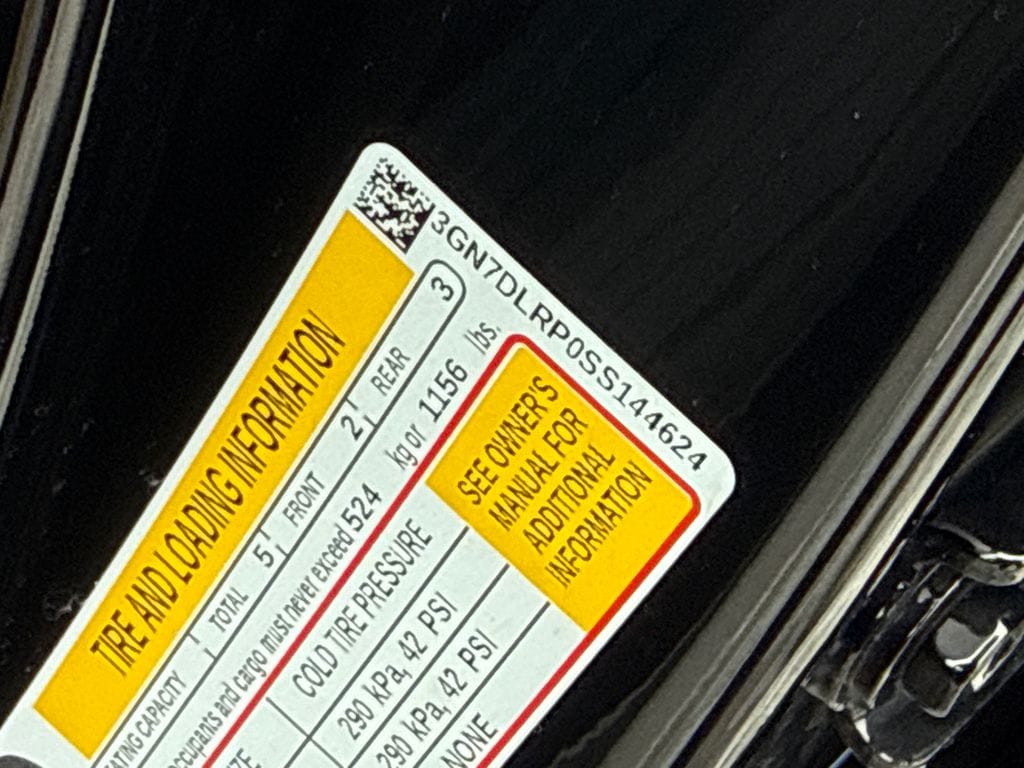 3GN7DLRP0SS144624
TIRE AND LOADING INFORMATION
CAPACITY TOTAL 5 FRONT 2 REAR 3
and cargo must never exceed 524 kg or 1156 lbs.
COLD TIRE PRESSURE
290 kPa, 42 PSI
290 kPa, 42 PSI
NONE
SEE OWNER'S
MANUAL FOR
ADDITIONAL
INFORMATION